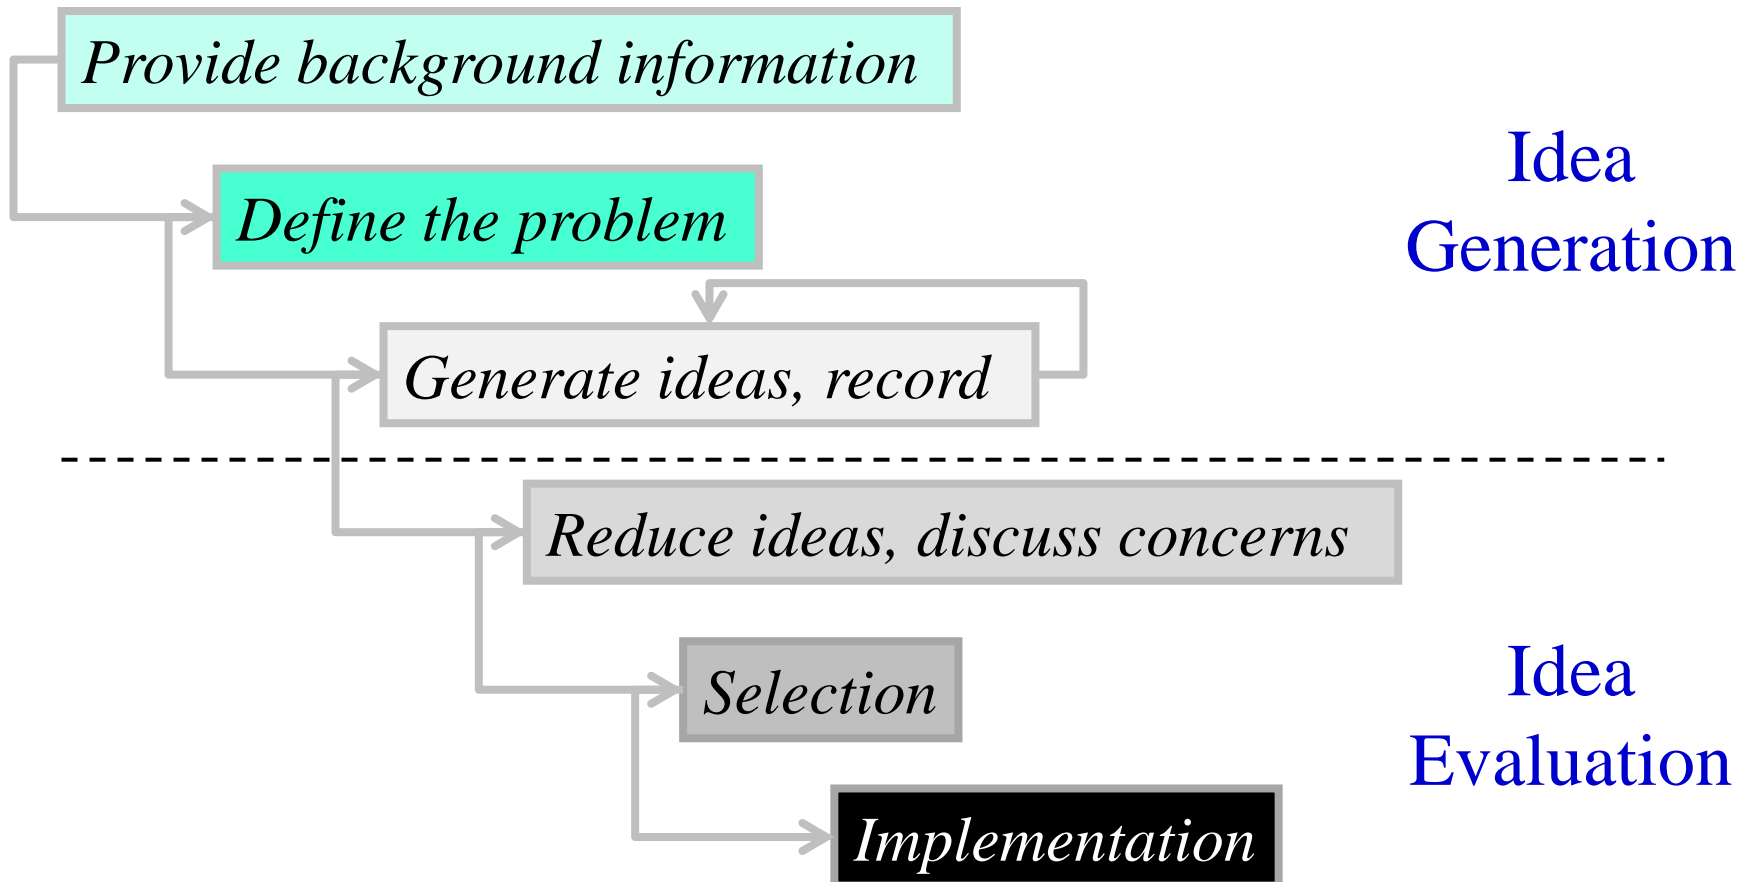 Provide background information
Idea
Define the problem
Generation
Generate ideas, record
Reduce ideas, discuss concerns
Idea
Selection
Evaluation
Implementation